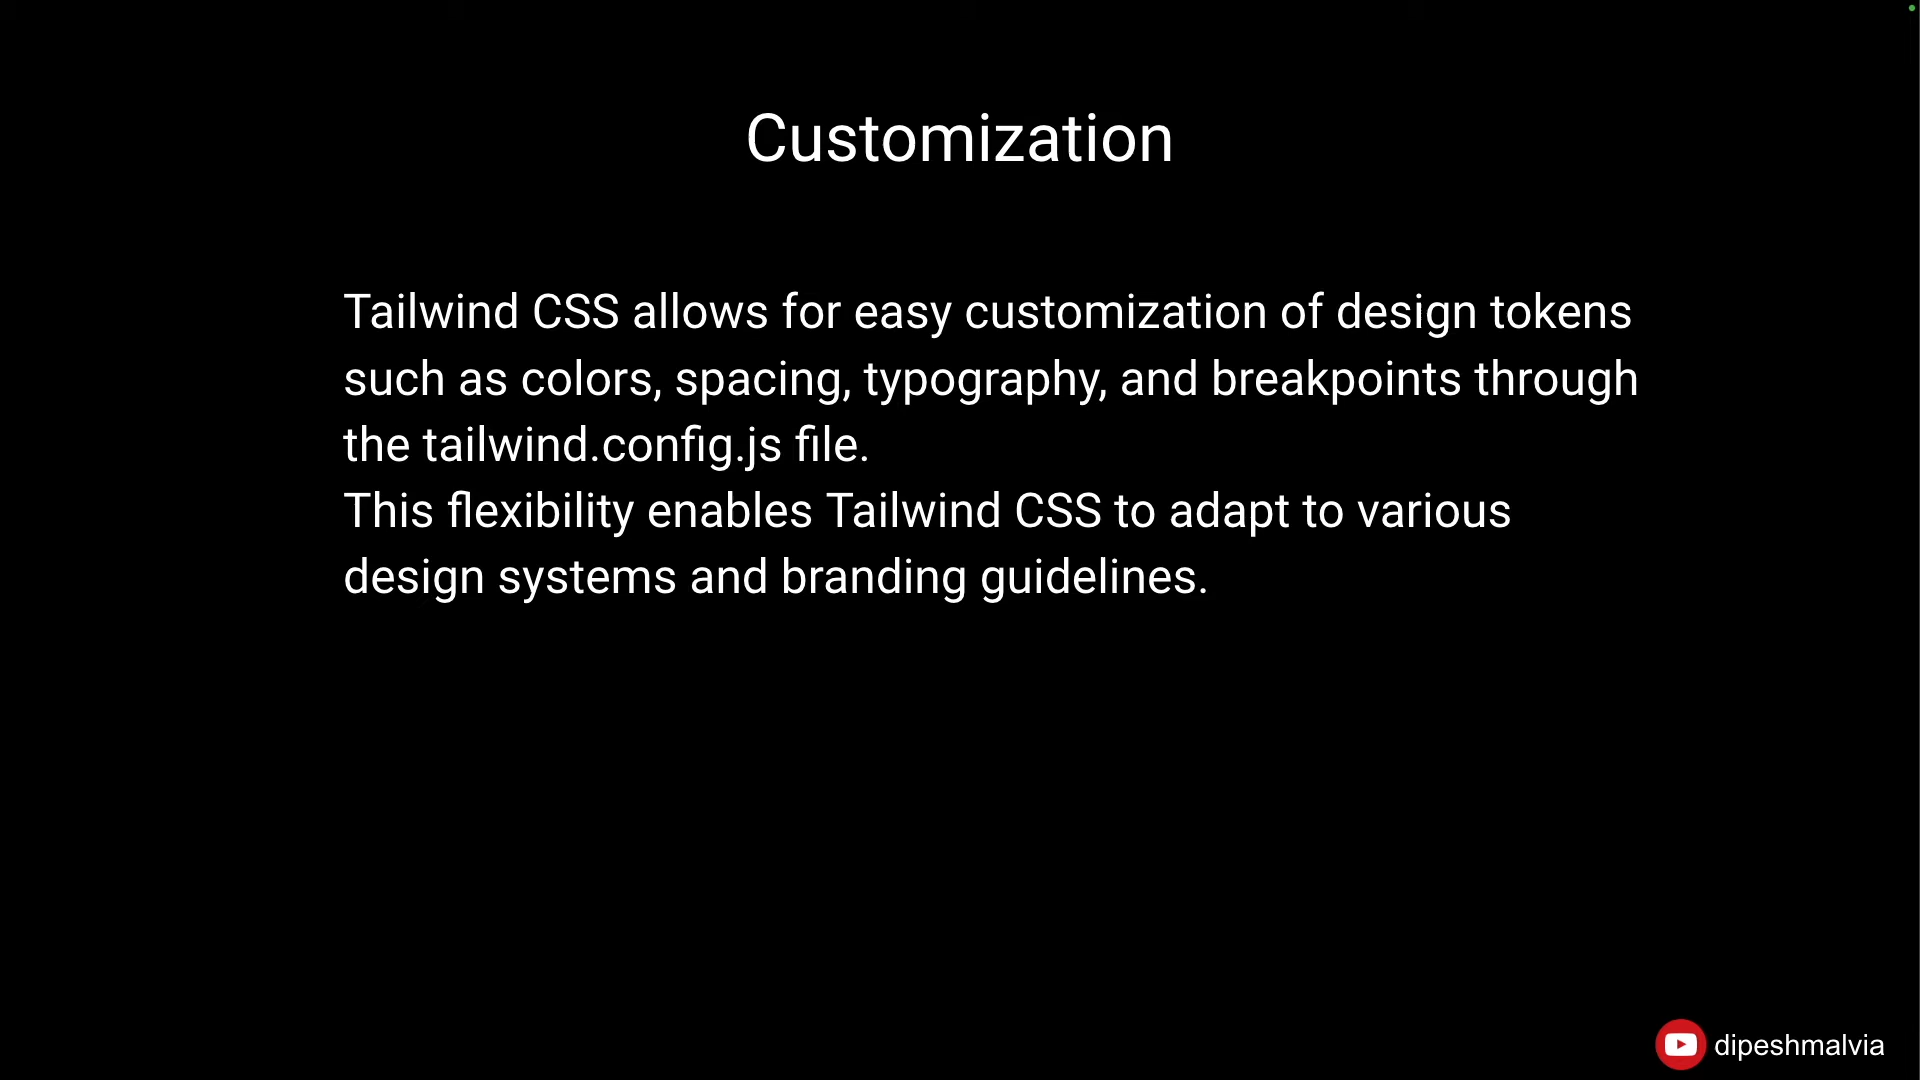 Customization
Tailwind CSS allows for easy customization of design tokens
such as colors, spacing, typography, and breakpoints through
the tailwind.config.js file.
This flexibility enables Tailwind CSS to adapt to various
design systems and branding guidelines.
dipeshmalvia